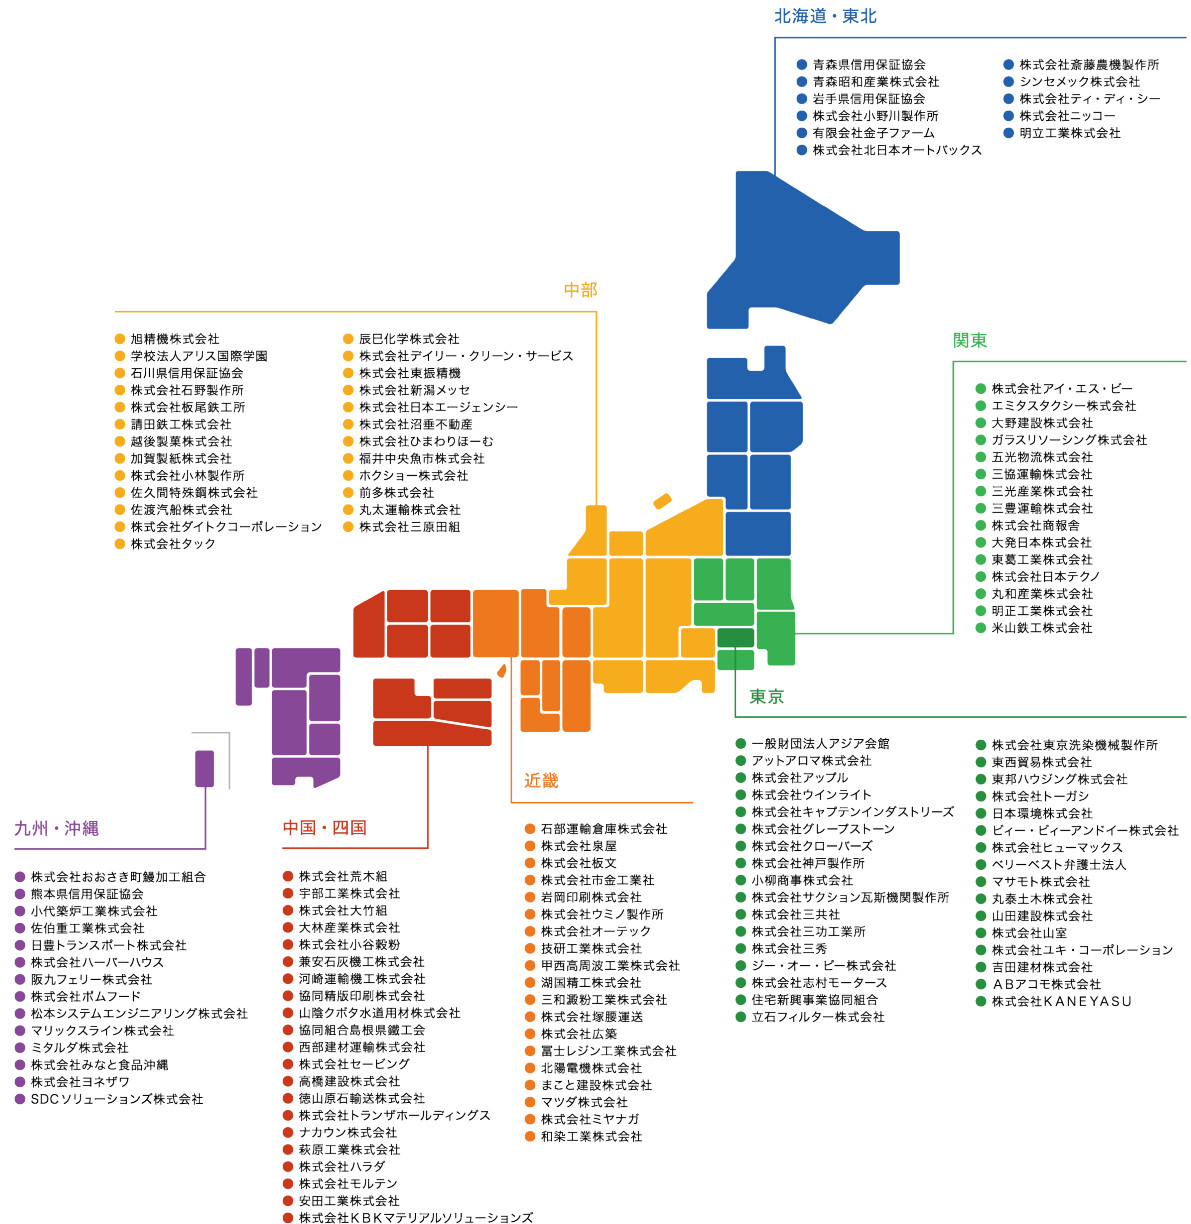 北海道・東北
青森県信用保証協会
青森昭和産業株式会社
岩手県信用保証協会
株式会社小野川製作所
有限会社金子ファーム
株式会社北日本オートバックス
株式会社斎藤農機製作所
シンセメック株式会社
株式会社ティ・ディ・シー
株式会社ニッコー
明立工業株式会社
中部
旭精機株式会社
学校法人アリス国際学園
石川県信用保証協会
株式会社石野製作所
株式会社板尾鉄工所
請田鉄工株式会社
越後製菓株式会社
加賀製紙株式会社
株式会社小林製作所
佐久間特殊鋼株式会社
佐渡汽船株式会社
株式会社ダイトクコーポレーション
株式会社タック
辰巳化学株式会社
株式会社デイリー・クリーン・サービス
株式会社東振精機
株式会社新潟メッセ
株式会社日本エージェンシー
株式会社沼垂不動産
株式会社ひまわりほーむ
福井中央魚市株式会社
ホクショー株式会社
前多株式会社
丸太運輸株式会社
株式会社三原田組
関東
株式会社アイ・エス・ビー
エミタスタクシー株式会社
大野建設株式会社
ガラスリソーシング株式会社
五光物流株式会社
三協運輸株式会社
三光産業株式会社
三豊運輸株式会社
株式会社商報舎
大発日本株式会社
東葛工業株式会社
株式会社日本テクノ
丸和産業株式会社
明正工業株式会社
米山鉄工株式会社
東京
一般財団法人アジア会館
アットアロマ株式会社
株式会社アップル
株式会社ウインライト
株式会社キャプテンインダストリーズ
株式会社グレープストーン
株式会社クローバーズ
株式会社神戸製作所
小柳商事株式会社
株式会社サクション瓦斯機関製作所
株式会社三共社
株式会社三功工業所
株式会社三秀
ジー・オー・ピー株式会社
株式会社志村モータース
住宅新興事業協同組合
立石フィルター株式会社
株式会社東京洗染機械製作所
東西貿易株式会社
東邦ハウジング株式会社
株式会社トーガシ
日本環境株式会社
ビィー・ビィーアンドイー株式会社
株式会社ヒューマックス
ベリーベスト弁護士法人
マサモト株式会社
丸泰土木株式会社
山田建設株式会社
株式会社山室
株式会社ユキ・コーポレーション
吉田建材株式会社
ABアコモ株式会社
株式会社KANEYASU
近畿
石部運輸倉庫株式会社
株式会社泉屋
株式会社板文
株式会社市金工業社
岩岡印刷株式会社
株式会社ウミノ製作所
株式会社オーテック
技研工業株式会社
甲西高周波工業株式会社
湖国精工株式会社
三和澱粉工業株式会社
株式会社塚腰運送
株式会社広築
冨士レジン工業株式会社
北陽電機株式会社
まこと建設株式会社
マツダ株式会社
株式会社ミヤナガ
和染工業株式会社
中国・四国
株式会社荒木組
宇部工業株式会社
株式会社大竹組
大林産業株式会社
株式会社小谷穀粉
兼安石灰機工株式会社
河崎運輸機工株式会社
協同精版印刷株式会社
山陰クボタ水道用材株式会社
協同組合島根県鐵工会
西部建材運輸株式会社
株式会社セービング
高橋建設株式会社
徳山原石輸送株式会社
株式会社トランザホールディングス
ナカウン株式会社
萩原工業株式会社
株式会社ハラダ
株式会社モルテン
安田工業株式会社
株式会社KBKマテリアルソリューションズ
九州・沖縄
株式会社おおさき町鰻加工組合
熊本県信用保証協会
小代築炉工業株式会社
佐伯重工業株式会社
日豊トランスポート株式会社
株式会社ハーバーハウス
阪九フェリー株式会社
株式会社ボムフード
松本システムエンジニアリング株式会社
マリックスライン株式会社
ミタルダ株式会社
株式会社みなと食品沖縄
株式会社ヨネザワ
SDCソリューションズ株式会社